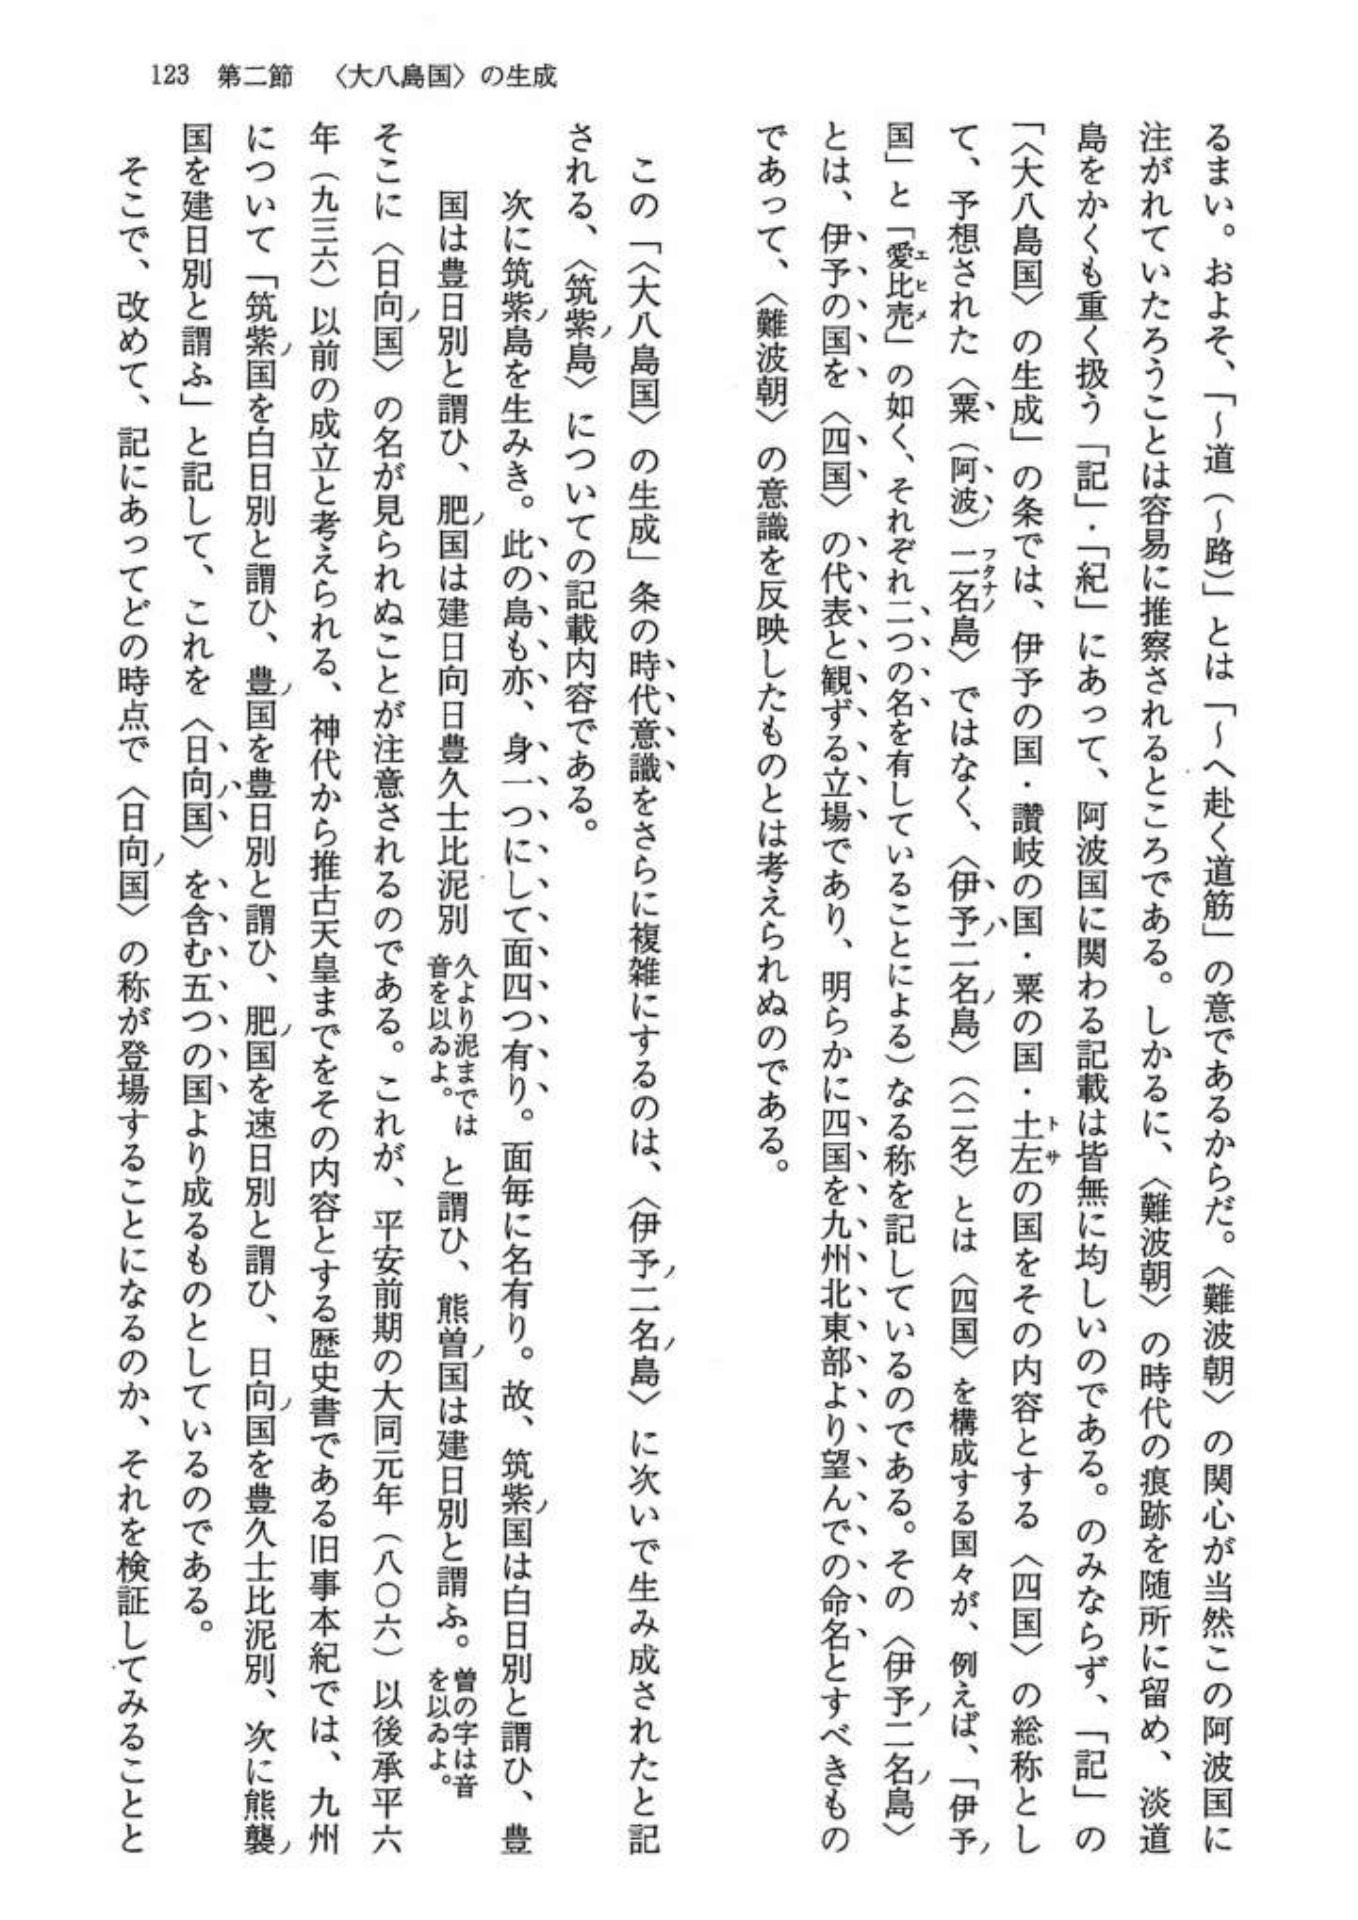 123　第二節　〈大八島国〉の生成
るまい。およそ、「～道（～路）」とは「～へ赴く道筋」の意であるからだ。〈難波朝〉の関心が当然この阿波国に
注がれていたろうことは容易に推察されるところである。しかるに、〈難波朝〉の時代の痕跡を随所に留め、淡道
島をかくも重く扱う「記」・「紀」にあって、阿波国に関わる記載は皆無に均しいのである。のみならず、「記」の
「〈大八島国〉の生成」の条では、伊予の国・讃岐の国・粟の国・土左の国をその内容とする〈四国〉の総称とし
て、予想された〈粟（阿波）二名島〉ではなく、〈伊予ノ二名ノ島〉（〈二名〉とは〈四国〉を構成する国々が、例えば、「伊予ノ
国」と「愛比売」の如く、それぞれ二つの名を有していることによる）なる称を記しているのである。その〈伊予ノ二名ノ島〉
とは、伊予の国を〈四国〉の代表と観ずる立場であり、明らかに四国を九州北東部より望んでの命名とすべきもの
であって、〈難波朝〉の意識を反映したものとは考えられぬのである。
この「〈大八島国〉の生成」条の時代意識をさらに複雑にするのは、〈伊予ノ二名ノ島〉に次いで生み成されたと記
される、〈筑紫ノ島〉についての記載内容である。
次に筑紫ノ島を生みき。此の島も亦、身一つにして面四つ有り。面毎に名有り。故、筑紫ノ国は白日別と謂ひ、豊
国は豊日別と謂ひ、肥ノ国は建日向日豊久士比泥別 久より泥までは音を以ゐよ。 と謂ひ、熊曽ノ国は建日別と謂ふ。 曽の字は音を以ゐよ。
そこに〈日向ノ国〉の名が見られぬことが注意されるのである。これが、平安前期の大同元年（八〇六）以後承平六
年（九三六）以前の成立と考えられる、神代から推古天皇までをその内容とする歴史書である旧事本紀では、九州
について「筑紫ノ国を白日別と謂ひ、豊ノ国を豊日別と謂ひ、肥ノ国を速日別と謂ひ、日向ノ国を豊久士比泥別、次に熊襲ノ
国を建日別と謂ふ」と記して、これを〈日向ノ国〉を含む五つの国より成るものとしているのである。
そこで、改めて、記にあってどの時点で〈日向ノ国〉の称が登場することになるのか、それを検証してみることと